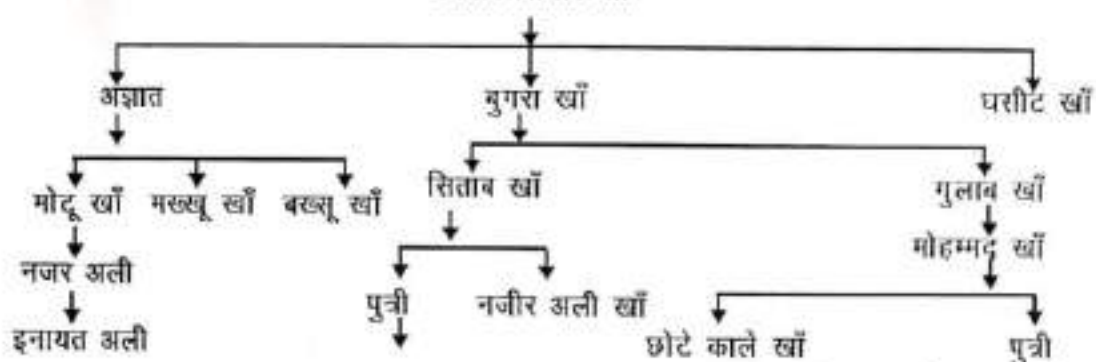 अज्ञात बुगरा खाँ घसीट खाँ
सिताब खाँ गुलाब खाँ
मोदू खाँ मख्खू खाँ बख्सू खाँ
मोहम्मद खाँ
नजर अली
पुत्री नजीर अली खाँ
इनायत अली छोटे काले खाँ पुत्री